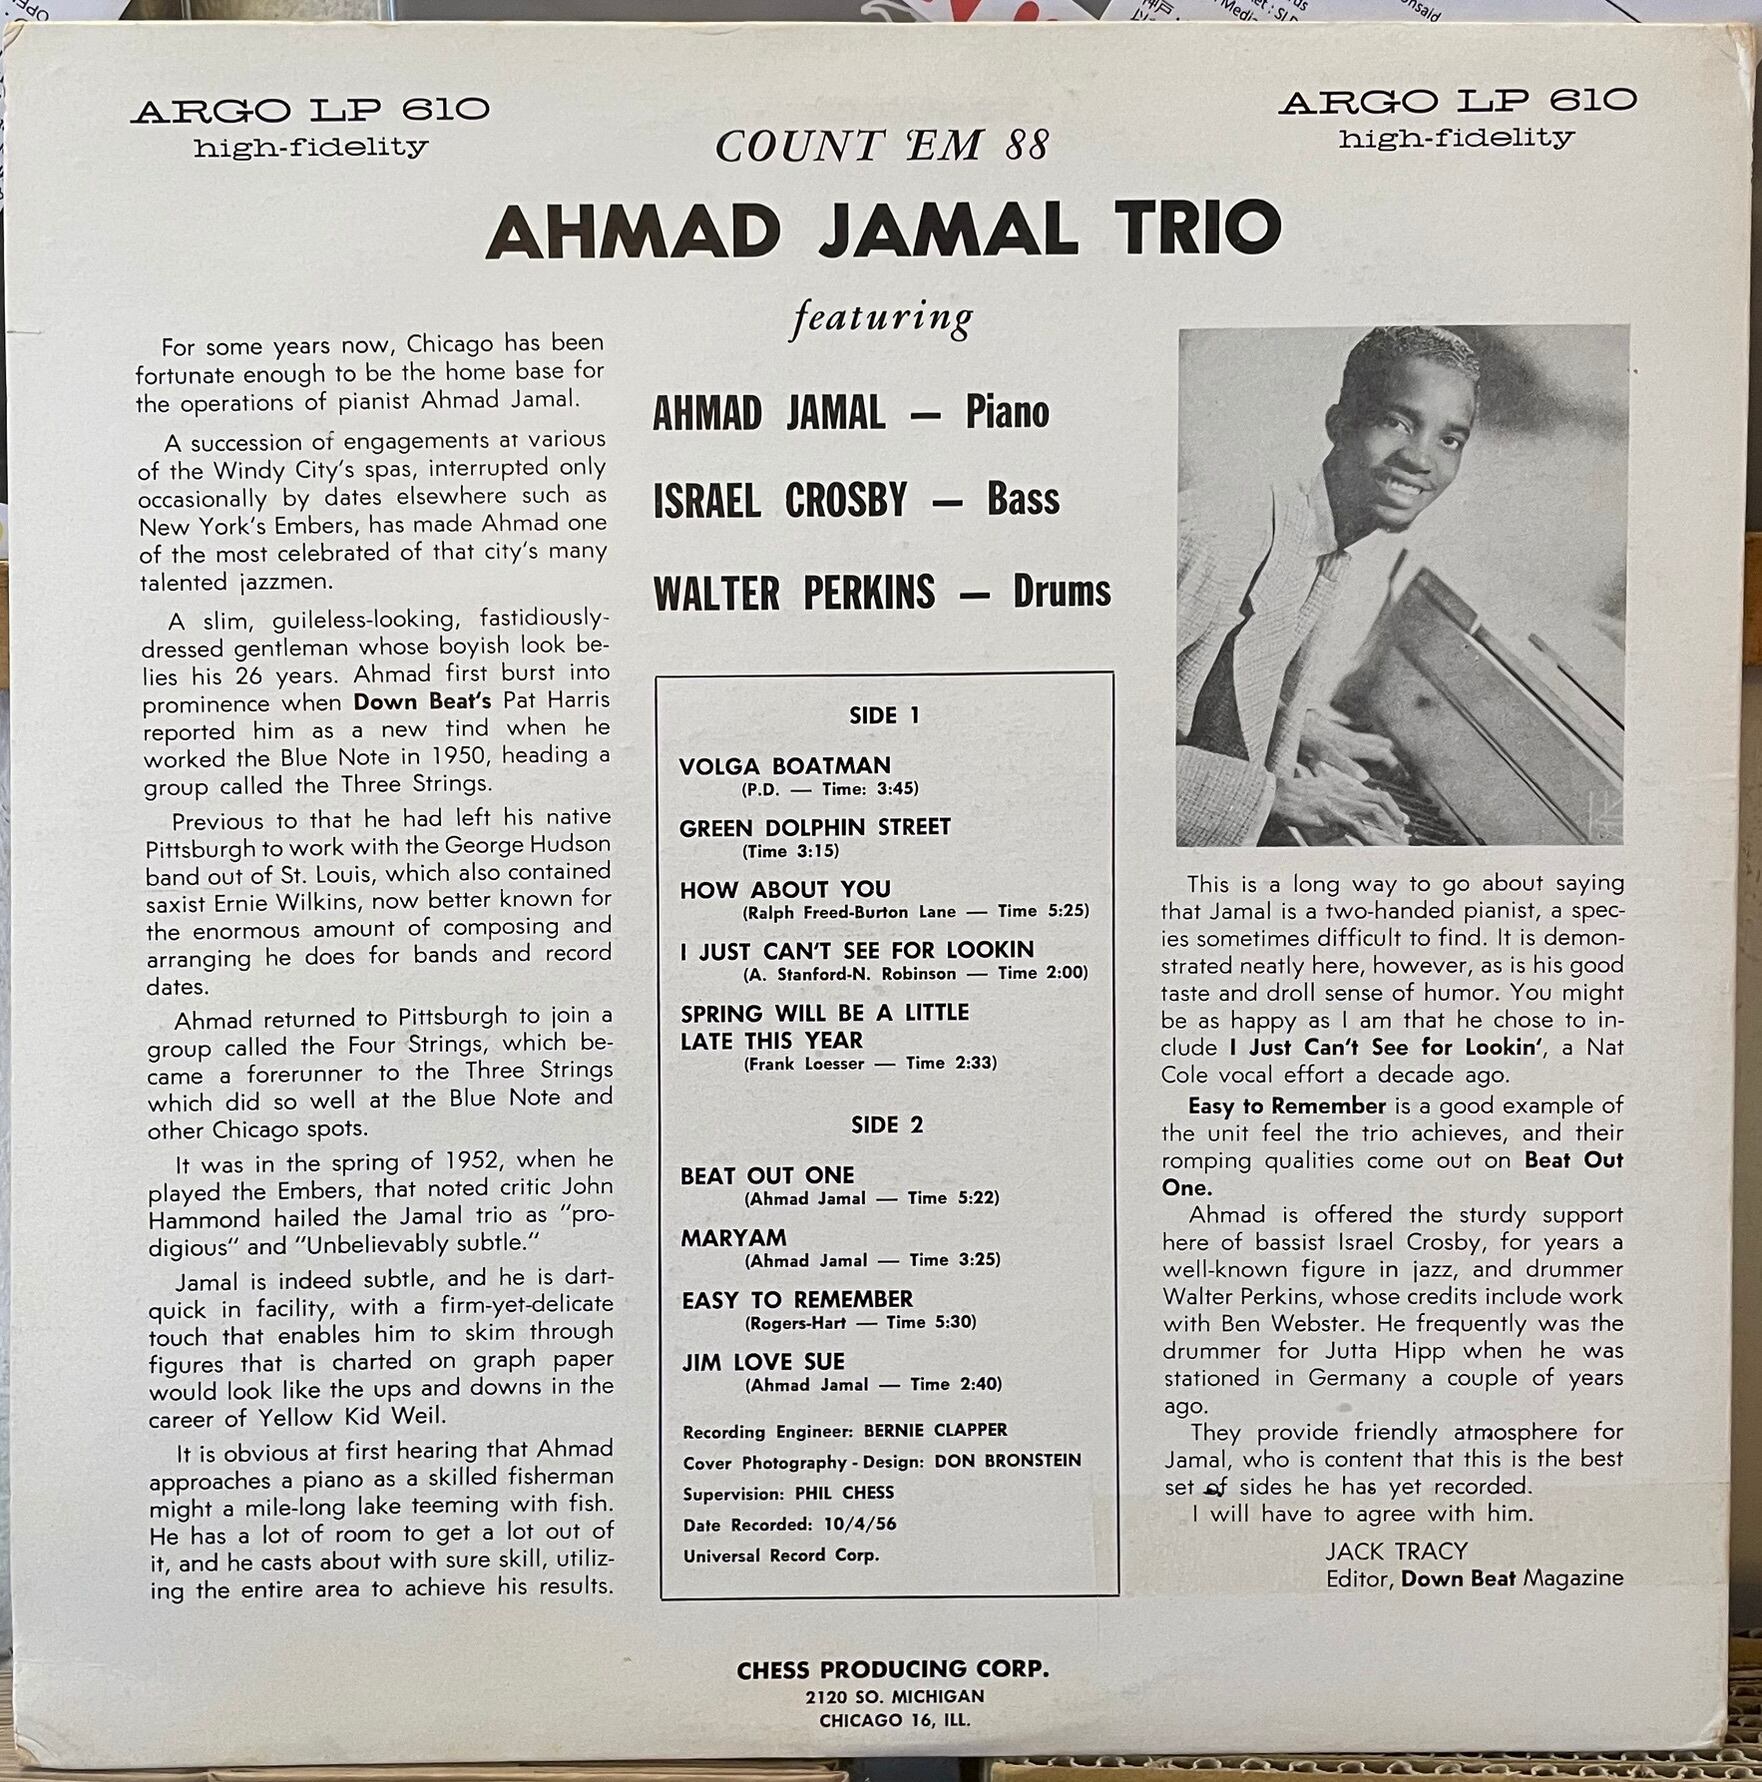 ARGO LP 610
high-fidelity
ARGO LP 610
high-fidelity
COUNT 'EM 88
AHMAD JAMAL TRIO
featuring
AHMAD JAMAL — Piano
ISRAEL CROSBY — Bass
WALTER PERKINS — Drums
For some years now, Chicago has been
fortunate enough to be the home base for
the operations of pianist Ahmad Jamal.
A succession of engagements at various
of the Windy City's spas, interrupted only
occasionally by dates elsewhere such as
New York's Embers, has made Ahmad one
of the most celebrated of that city's many
talented jazzmen.
A slim, guileless-looking, fastidiously-
dressed gentleman whose boyish look be-
lies his 26 years. Ahmad first burst into
prominence when Down Beat's Pat Harris
reported him as a new tind when he
worked the Blue Note in 1950, heading a
group called the Three Strings.
Previous to that he had left his native
Pittsburgh to work with the George Hudson
band out of St. Louis, which also contained
saxist Ernie Wilkins, now better known for
the enormous amount of composing and
arranging he does for bands and record
dates.
Ahmad returned to Pittsburgh to join a
group called the Four Strings, which be-
came a forerunner to the Three Strings
which did so well at the Blue Note and
other Chicago spots.
It was in the spring of 1952, when he
played the Embers, that noted critic John
Hammond hailed the Jamal trio as "pro-
digious" and "Unbelievably subtle."
Jamal is indeed subtle, and he is dart-
quick in facility, with a firm-yet-delicate
touch that enables him to skim through
figures that is charted on graph paper
would look like the ups and downs in the
career of Yellow Kid Weil.
It is obvious at first hearing that Ahmad
approaches a piano as a skilled fisherman
might a mile-long lake teeming with fish.
He has a lot of room to get a lot out of
it, and he casts about with sure skill, utiliz-
ing the entire area to achieve his results.
SIDE 1
VOLGA BOATMAN
(P.D. — Time: 3:45)
GREEN DOLPHIN STREET
(Time 3:15)
HOW ABOUT YOU
(Ralph Freed-Burton Lane — Time 5:25)
I JUST CAN'T SEE FOR LOOKIN
(A. Stanford-N. Robinson — Time 2:00)
SPRING WILL BE A LITTLE
LATE THIS YEAR
(Frank Loesser — Time 2:33)
SIDE 2
BEAT OUT ONE
(Ahmad Jamal — Time 5:22)
MARYAM
(Ahmad Jamal — Time 3:25)
EASY TO REMEMBER
(Rogers-Hart — Time 5:30)
JIM LOVE SUE
(Ahmad Jamal — Time 2:40)
Recording Engineer: BERNIE CLAPPER
Cover Photography - Design: DON BRONSTEIN
Supervision: PHIL CHESS
Date Recorded: 10/4/56
Universal Record Corp.
This is a long way to go about saying
that Jamal is a two-handed pianist, a spec-
ies sometimes difficult to find. It is demon-
strated neatly here, however, as is his good
taste and droll sense of humor. You might
be as happy as I am that he chose to in-
clude I Just Can't See for Lookin', a Nat
Cole vocal effort a decade ago.
Easy to Remember is a good example of
the unit feel the trio achieves, and their
romping qualities come out on Beat Out
One.
Ahmad is offered the sturdy support
here of bassist Israel Crosby, for years a
well-known figure in jazz, and drummer
Walter Perkins, whose credits include work
with Ben Webster. He frequently was the
drummer for Jutta Hipp when he was
stationed in Germany a couple of years
ago.
They provide friendly atmosphere for
Jamal, who is content that this is the best
set of sides he has yet recorded.
I will have to agree with him.
JACK TRACY
Editor, Down Beat Magazine
CHESS PRODUCING CORP.
2120 SO. MICHIGAN
CHICAGO 16, ILL.